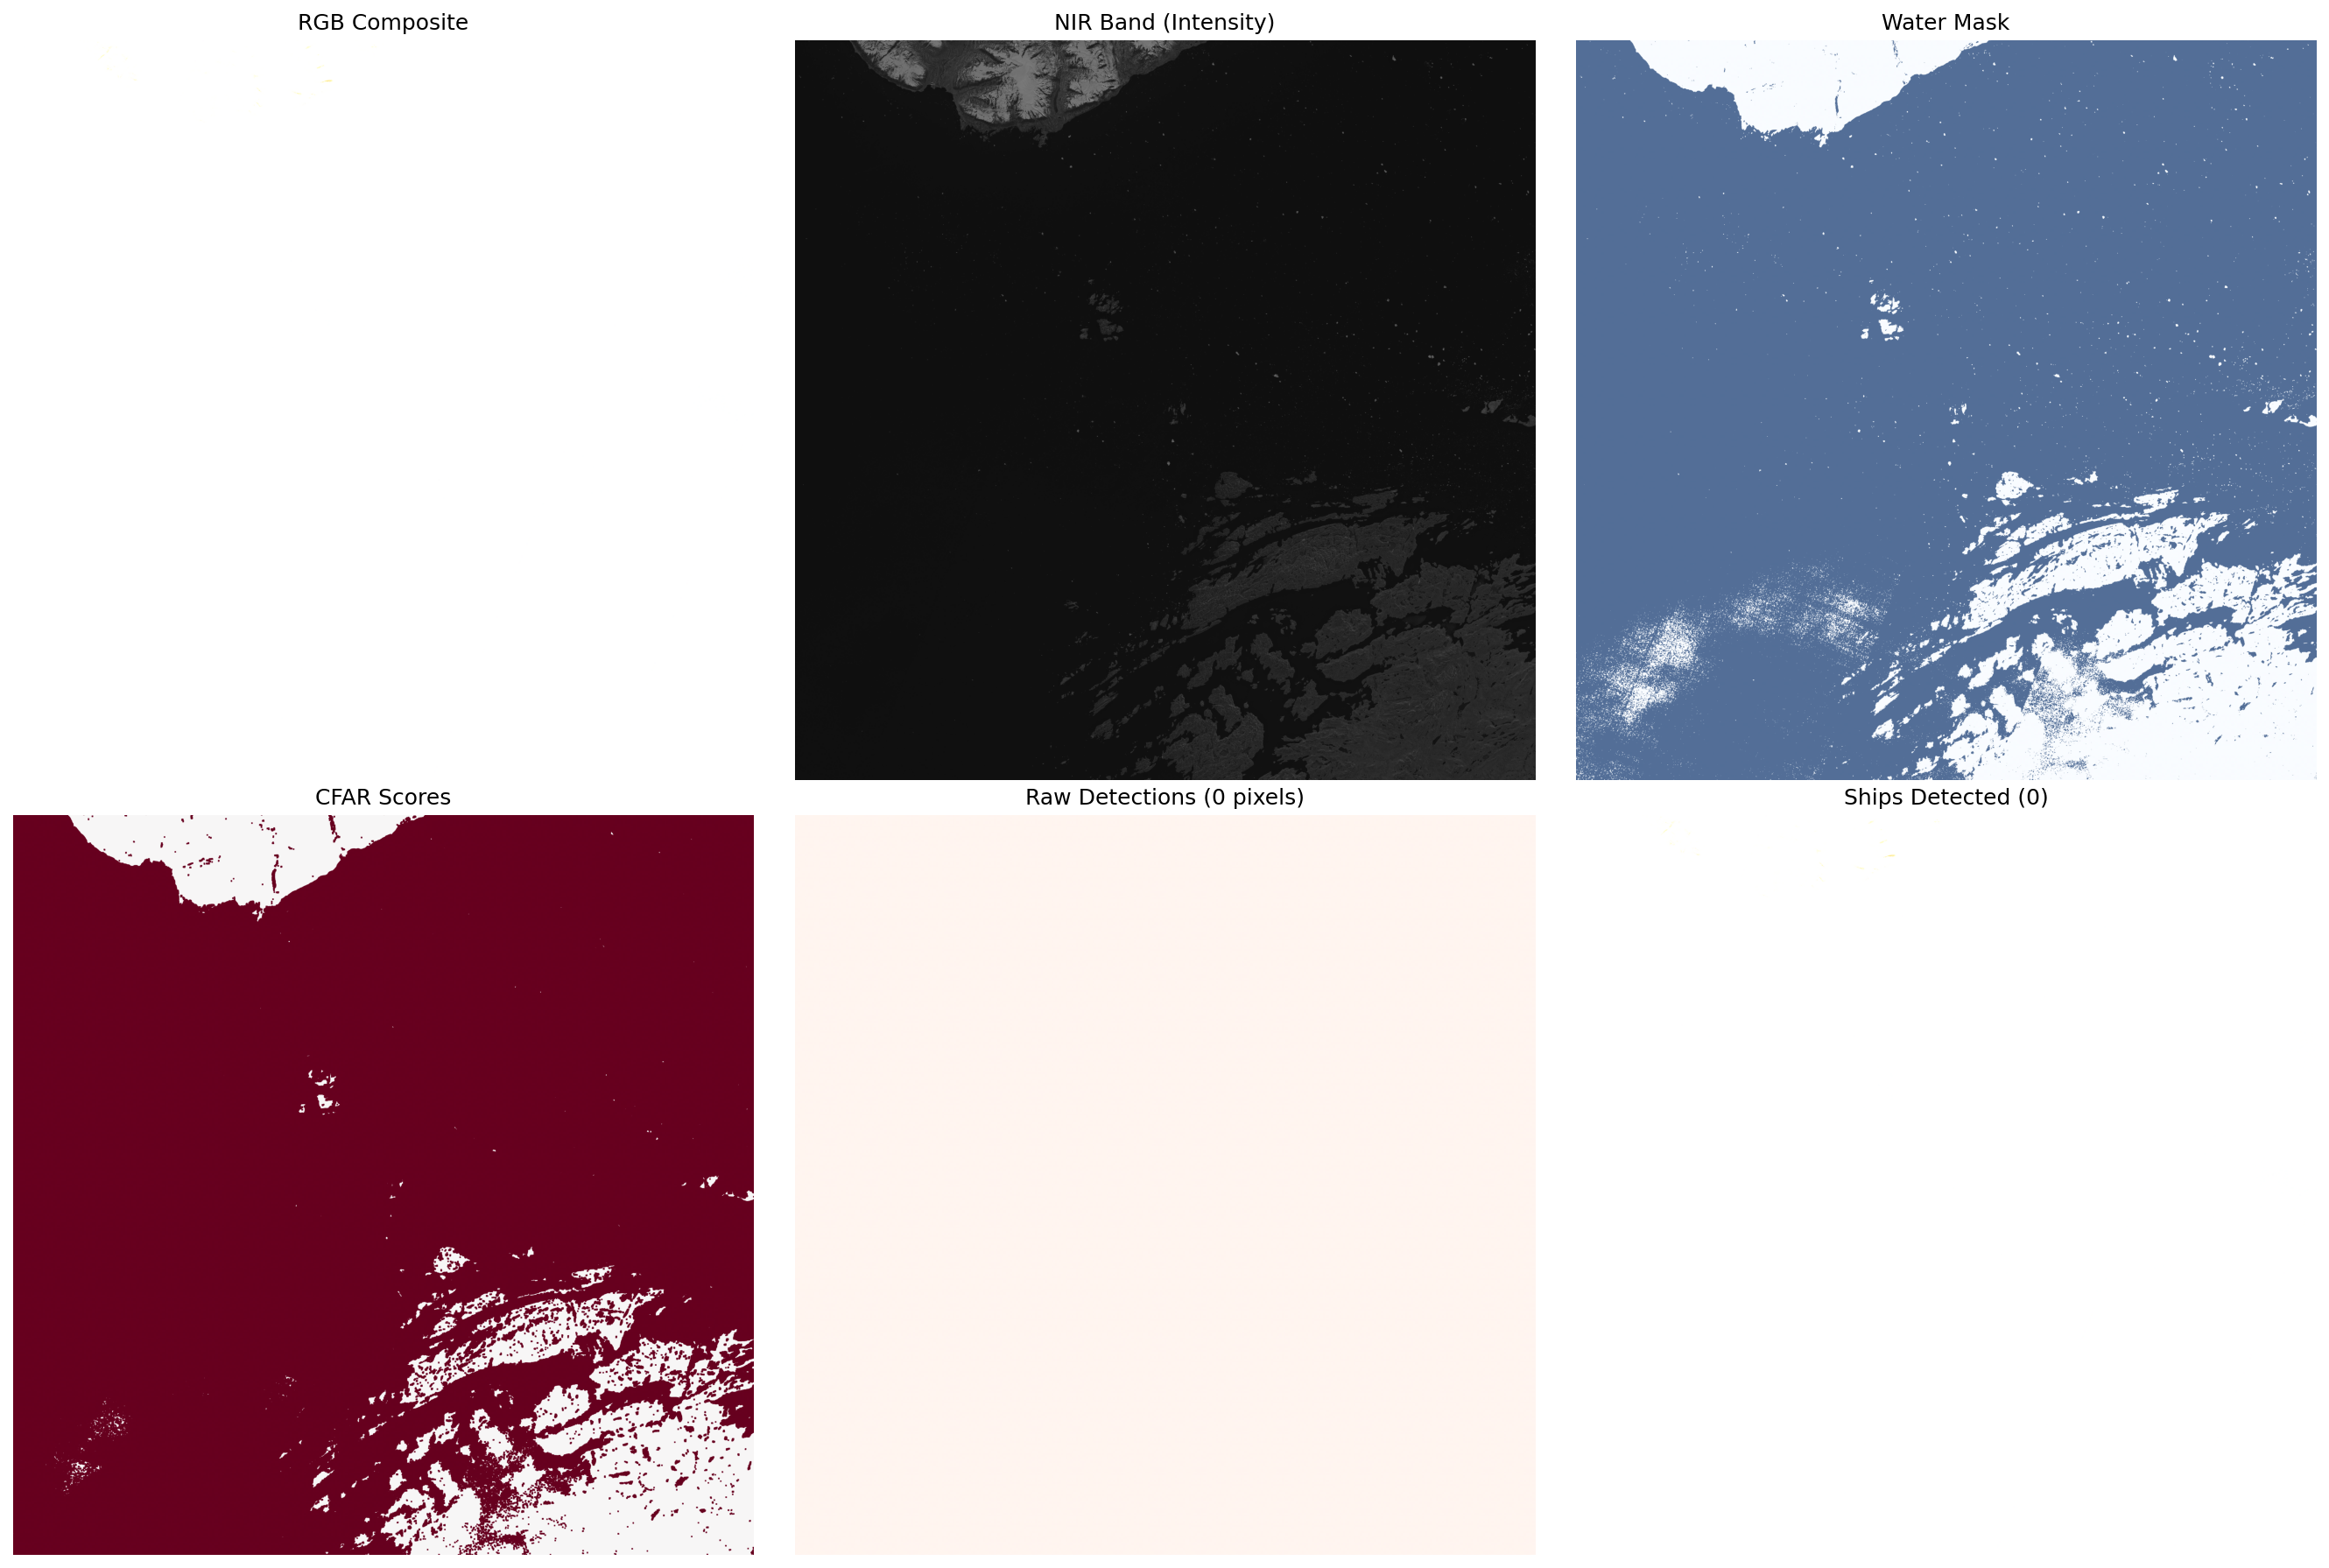 RGB Composite
NIR Band (Intensity)
Water Mask
CFAR Scores
Raw Detections (0 pixels)
Ships Detected (0)